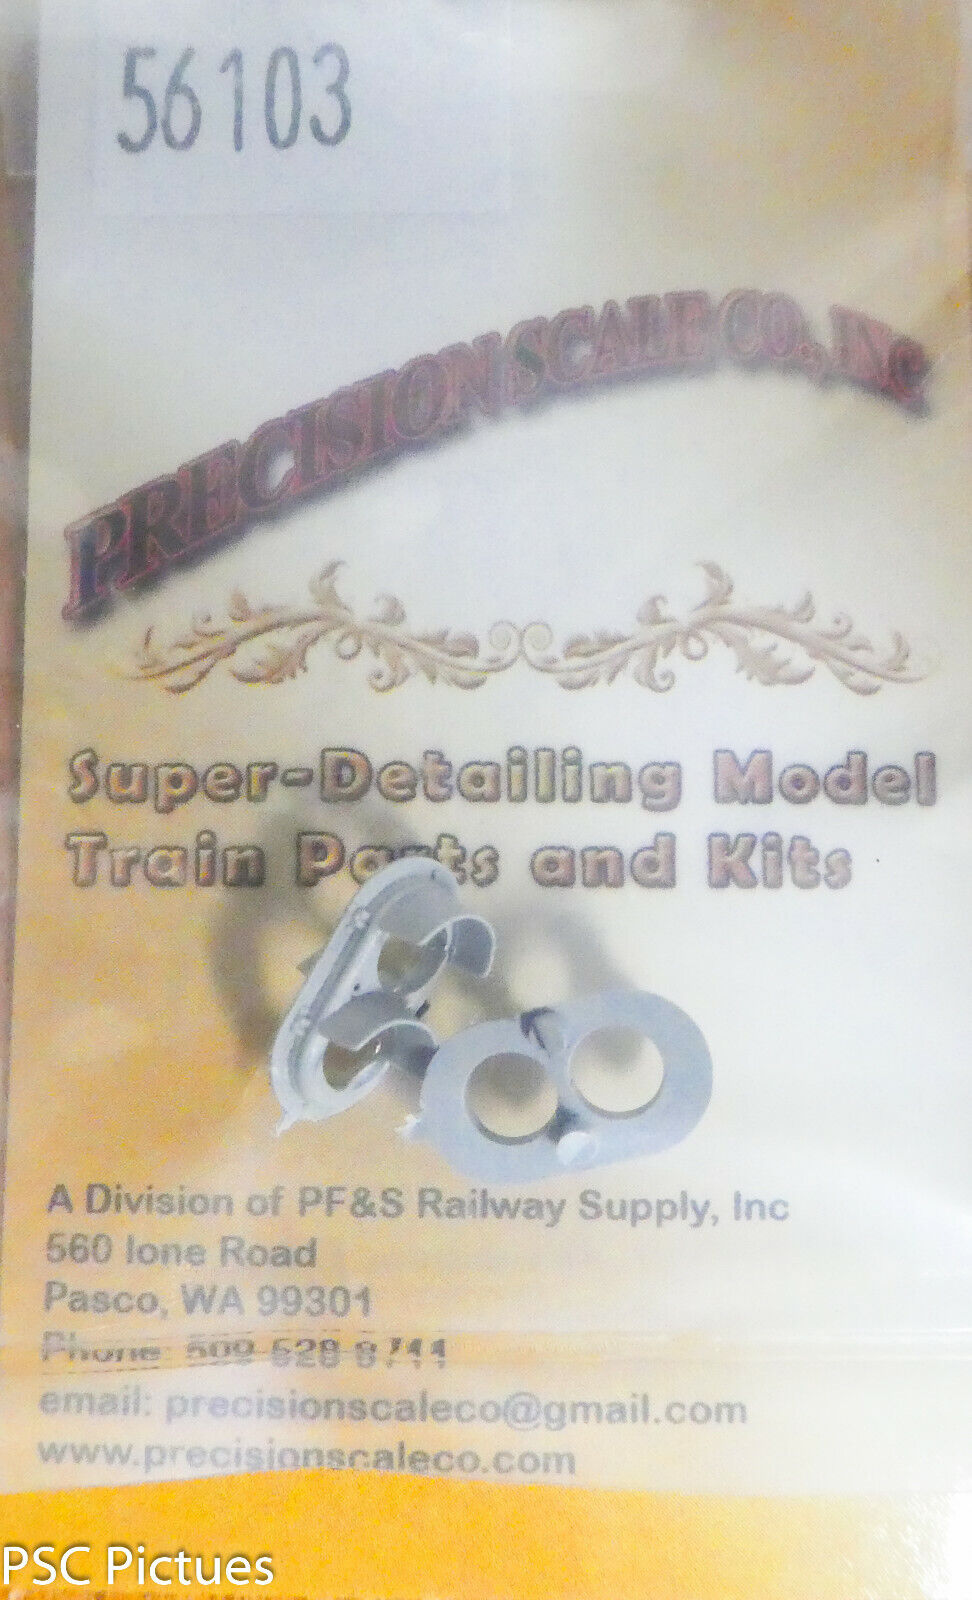 56103
PRECISION SCALE CO., INC
Super-Detailing Model
Train Parts and Kits
A Division of PF&S Railway Supply, Inc
560 Ione Road
Pasco, WA 99301
Phone: 509-528-8711
email: precisionscaleco@gmail.com
www.precisionscaleco.com
PSC Pictues